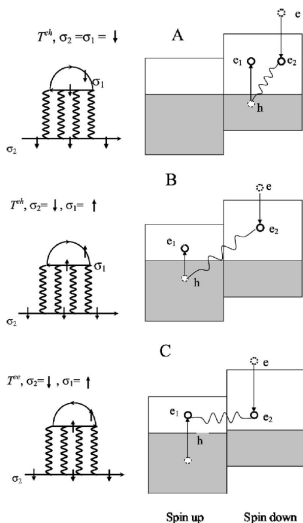 T^eh, σ2 =σ1 = ↓
A
e
e1
e2
h
σ1
σ2
B
T^eh, σ2= ↓, σ1= ↑
e
e2
e1
h
σ1
σ2
C
T^ee, σ2=↓, σ1= ↑
e
e1
e2
h
σ2
Spin up
Spin down